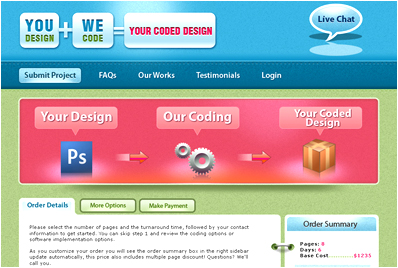 YOU DESIGN + WE CODE = YOUR CODED DESIGN
Live Chat
Submit Project FAQs Our Works Testimonials Login
Your Design Our Coding Your Coded Design
Ps
Order Details More Options Make Payment
Please select the number of pages and the turnaround time, followed by your contact
information to get started. You can skip step 1 and review the coding options or
software implementation options.
As you customize your order you will see the order summary box in the right sidebar
update automatically, this price also includes multiple page discount! Questions? We'll
call you.
Order Summary
Pages: 8
Days: 6
Base Cost..........$1235